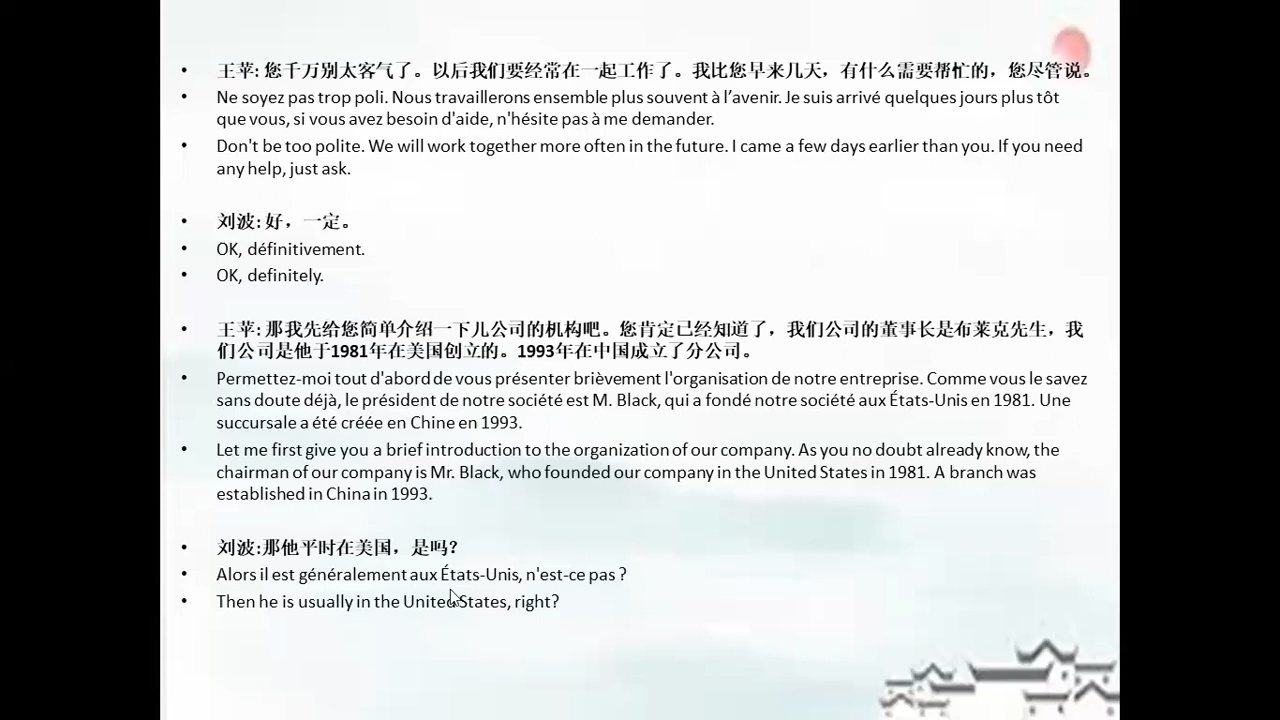 • 王苹: 您千万别太客气了。以后我们要经常在一起工作了。我比您早来几天，有什么需要帮忙的，您尽管说。
• Ne soyez pas trop poli. Nous travaillerons ensemble plus souvent à l’avenir. Je suis arrivé quelques jours plus tôt
que vous, si vous avez besoin d'aide, n'hésite pas à me demander.
• Don't be too polite. We will work together more often in the future. I came a few days earlier than you. If you need
any help, just ask.
• 刘波: 好，一定。
• OK, définitivement.
• OK, definitely.
• 王苹: 那我先给您简单介绍一下儿公司的机构吧。您肯定已经知道了，我们公司的董事长是布莱克先生，我
们公司是他于1981年在美国创立的。1993年在中国成立了分公司。
• Permettez-moi tout d'abord de vous présenter brièvement l'organisation de notre entreprise. Comme vous le savez
sans doute déjà, le président de notre société est M. Black, qui a fondé notre société aux États-Unis en 1981. Une
succursale a été créée en Chine en 1993.
• Let me first give you a brief introduction to the organization of our company. As you no doubt already know, the
chairman of our company is Mr. Black, who founded our company in the United States in 1981. A branch was
established in China in 1993.
• 刘波:那他平时在美国，是吗?
• Alors il est généralement aux États-Unis, n'est-ce pas ?
• Then he is usually in the United States, right?